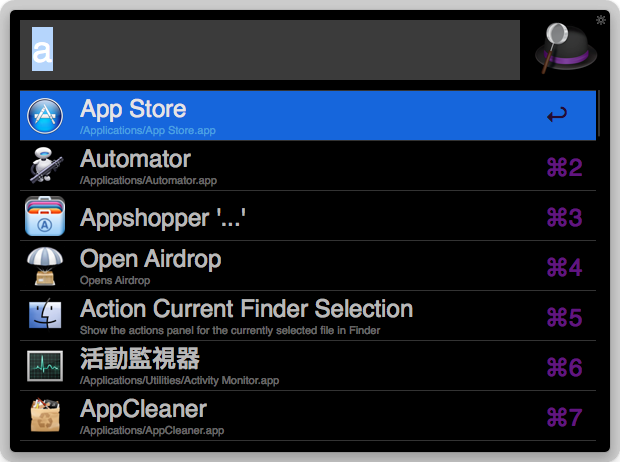 a
App Store
/Applications/App Store.app
Automator
/Applications/Automator.app
⌘2
Appshopper '...'
⌘3
Open Airdrop
Opens Airdrop
⌘4
Action Current Finder Selection
Show the actions panel for the currently selected file in Finder
⌘5
活動監視器
/Applications/Utilities/Activity Monitor.app
⌘6
AppCleaner
/Applications/AppCleaner.app
⌘7